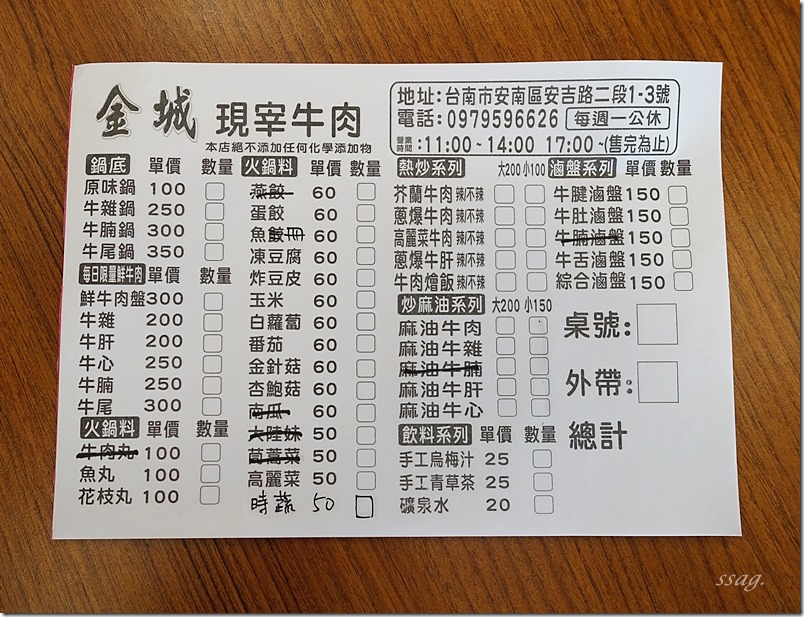 金城 現宰牛肉
本店絕不添加任何化學添加物
地址:台南市安南區安吉路二段1-3號
電話:0979596626 每週一公休
營業時間:11:00~14:00 17:00~(售完為止)
鍋底 單價 數量
原味鍋 100
牛雜鍋 250
牛腩鍋 300
牛尾鍋 350
每日限量鮮牛肉 單價 數量
鮮牛肉盤 300
牛雜 200
牛肝 200
牛心 250
牛腩 250
牛尾 300
火鍋料 單價 數量
牛肉丸 100
魚丸 100
花枝丸 100
火鍋料 單價 數量
燕餃 60
蛋餃 60
魚餃冊 60
凍豆腐 60
炸豆皮 60
玉米 60
白蘿蔔 60
番茄 60
金針菇 60
杏鮑菇 60
南瓜 60
大陸妹 50
茼蒿菜 50
高麗菜 50
時蔬 50
熱炒系列 大200 小100
芥蘭牛肉 辣/不辣
蔥爆牛肉 辣/不辣
高麗菜牛肉 辣/不辣
蔥爆牛肝 辣/不辣
牛肉燴飯 辣/不辣
炒麻油系列 大200 小150
麻油牛肉
麻油牛雜
麻油牛腩
麻油牛肝
麻油牛心
飲料系列 單價 數量
手工烏梅汁 25
手工青草茶 25
礦泉水 20
滷盤系列 單價 數量
牛腱滷盤 150
牛肚滷盤 150
牛腩滷盤 150
牛舌滷盤 150
綜合滷盤 150
桌號:
外帶:
總計
ssag.